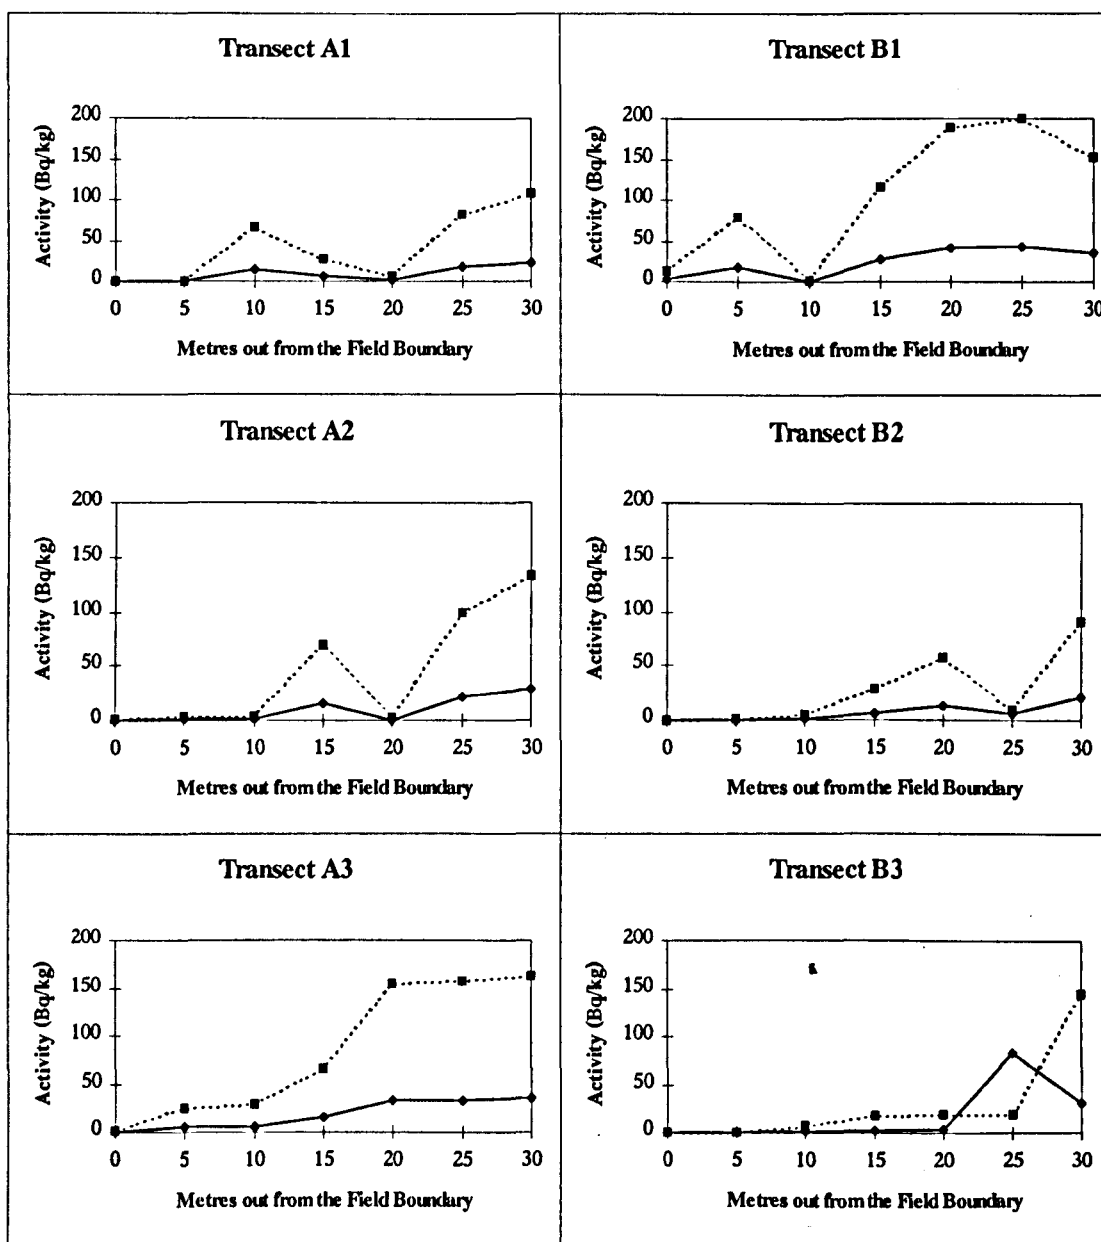 Transect A1
Activity (Bq/kg)
200
150
100
50
0
0 5 10 15 20 25 30
Metres out from the Field Boundary
Transect B1
Activity (Bq/kg)
200
150
100
50
0
0 5 10 15 20 25 30
Metres out from the Field Boundary
Transect A2
Activity (Bq/kg)
200
150
100
50
0
0 5 10 15 20 25 30
Metres out from the Field Boundary
Transect B2
Activity (Bq/kg)
200
150
100
50
0
0 5 10 15 20 25 30
Metres out from the Field Boundary
Transect A3
Activity (Bq/kg)
200
150
100
50
0
0 5 10 15 20 25 30
Metres out from the Field Boundary
Transect B3
Activity (Bq/kg)
200
150
100
50
0
0 5 10 15 20 25 30
Metres out from the Field Boundary